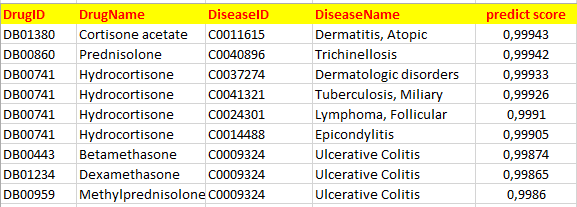 DrugID DrugName DiseaseID DiseaseName predict score
DB01380 Cortisone acetate C0011615 Dermatitis, Atopic 0,99943
DB00860 Prednisolone C0040896 Trichinellosis 0,99942
DB00741 Hydrocortisone C0037274 Dermatologic disorders 0,99933
DB00741 Hydrocortisone C0041321 Tuberculosis, Miliary 0,99926
DB00741 Hydrocortisone C0024301 Lymphoma, Follicular 0,9991
DB00741 Hydrocortisone C0014488 Epicondylitis 0,99905
DB00443 Betamethasone C0009324 Ulcerative Colitis 0,99874
DB01234 Dexamethasone C0009324 Ulcerative Colitis 0,99865
DB00959 Methylprednisolone C0009324 Ulcerative Colitis 0,9986